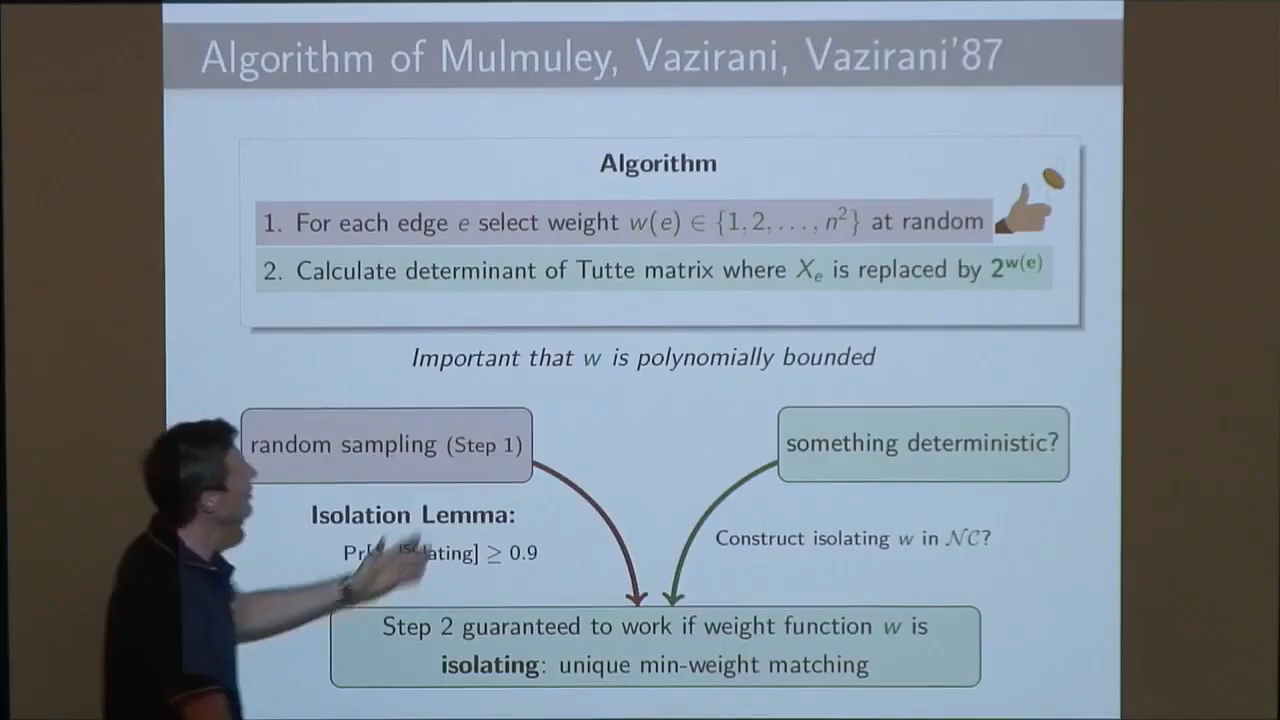 Algorithm of Mulmuley, Vazirani, Vazirani'87
Algorithm
1. For each edge e select weight w(e) ∈ {1, 2, . . . , n²} at random
2. Calculate determinant of Tutte matrix where Xₑ is replaced by 2^w(e)
Important that w is polynomially bounded
random sampling (Step 1)
something deterministic?
Isolation Lemma:
Pr[ ating] ≥ 0.9
Construct isolating w in NC?
Step 2 guaranteed to work if weight function w is
isolating: unique min-weight matching